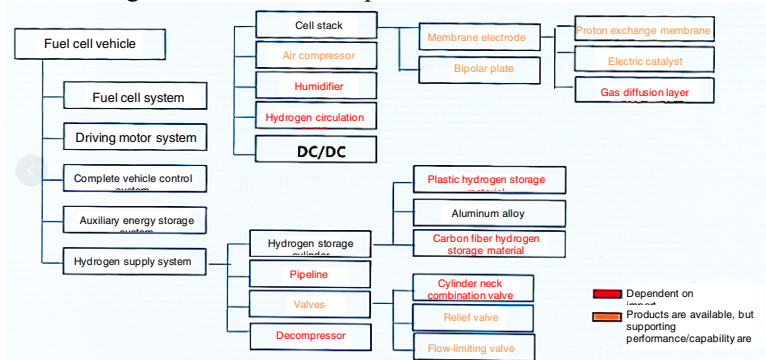 Fuel cell vehicle
Fuel cell system
Driving motor system
Complete vehicle control
Auxiliary energy storage
Hydrogen supply system
Cell stack
Air compressor
Humidifier
Hydrogen circulation
DC/DC
Membrane electrode
Bipolar plate
Proton exchange membrane
Electric catalyst
Gas diffusion layer
Hydrogen storage
Pipeline
Valves
Decompressor
Plastic hydrogen storage
Aluminum alloy
Carbon fiber hydrogen
storage material
Cylinder neck
combination valve
Relief valve
Flow-limiting valve
Dependent on
Products are available, but
supporting
performance/capability are